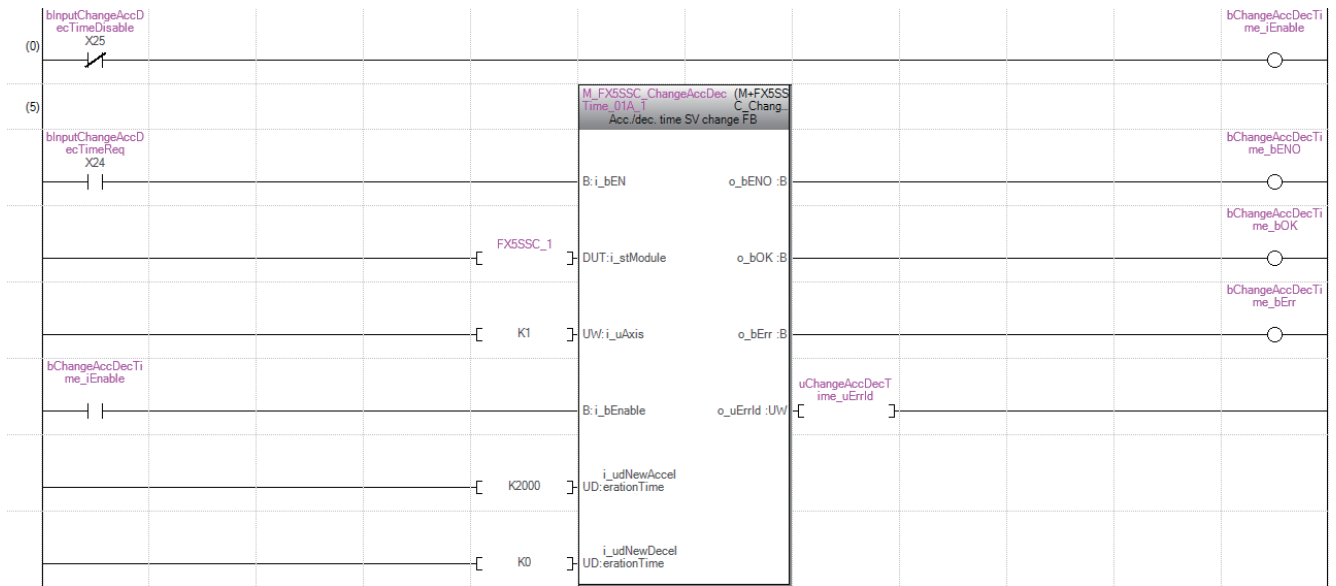 bInputChangeAccD
ecTimeDisable
X25
bChangeAccDecTi
me_iEnable
(0)
(5)
M_FX5SSC_ChangeAccDec
Time_01A_1
(M+FX5SS
C_Chang...
Acc./dec. time SV change FB
bInputChangeAccD
ecTimeReq
X24
B:i_bEN
o_bENO :B
bChangeAccDecTi
me_bENO
FX5SSC_1
DUT:i_stModule
o_bOK :B
bChangeAccDecTi
me_bOK
K1
UW:i_uAxis
o_bErr :B
bChangeAccDecTi
me_bErr
bChangeAccDecTi
me_iEnable
B:i_bEnable
o_uErrId :UW
uChangeAccDecT
ime_uErrId
K2000
i_udNewAccel
UD:erationTime
K0
i_udNewDecel
UD:erationTime